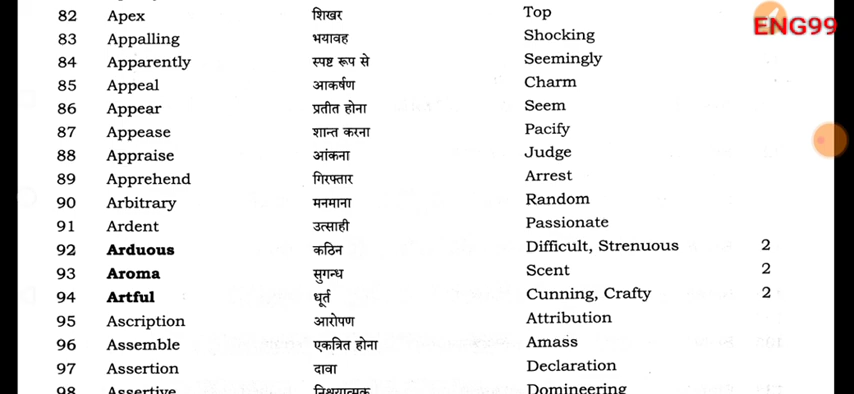 ENG99
82 Apex शिखर Top
83 Appalling भयावह Shocking
84 Apparently स्पष्ट रूप से Seemingly
85 Appeal आकर्षण Charm
86 Appear प्रतीत होना Seem
87 Appease शान्त करना Pacify
88 Appraise आंकना Judge
89 Apprehend गिरफ्तार Arrest
90 Arbitrary मनमाना Random
91 Ardent उत्साही Passionate
92 Arduous कठिन Difficult, Strenuous 2
93 Aroma सुगन्ध Scent 2
94 Artful धूर्त Cunning, Crafty 2
95 Ascription आरोपण Attribution
96 Assemble एकत्रित होना Amass
97 Assertion दावा Declaration
98 Assertive निश्चयात्मक Domineering